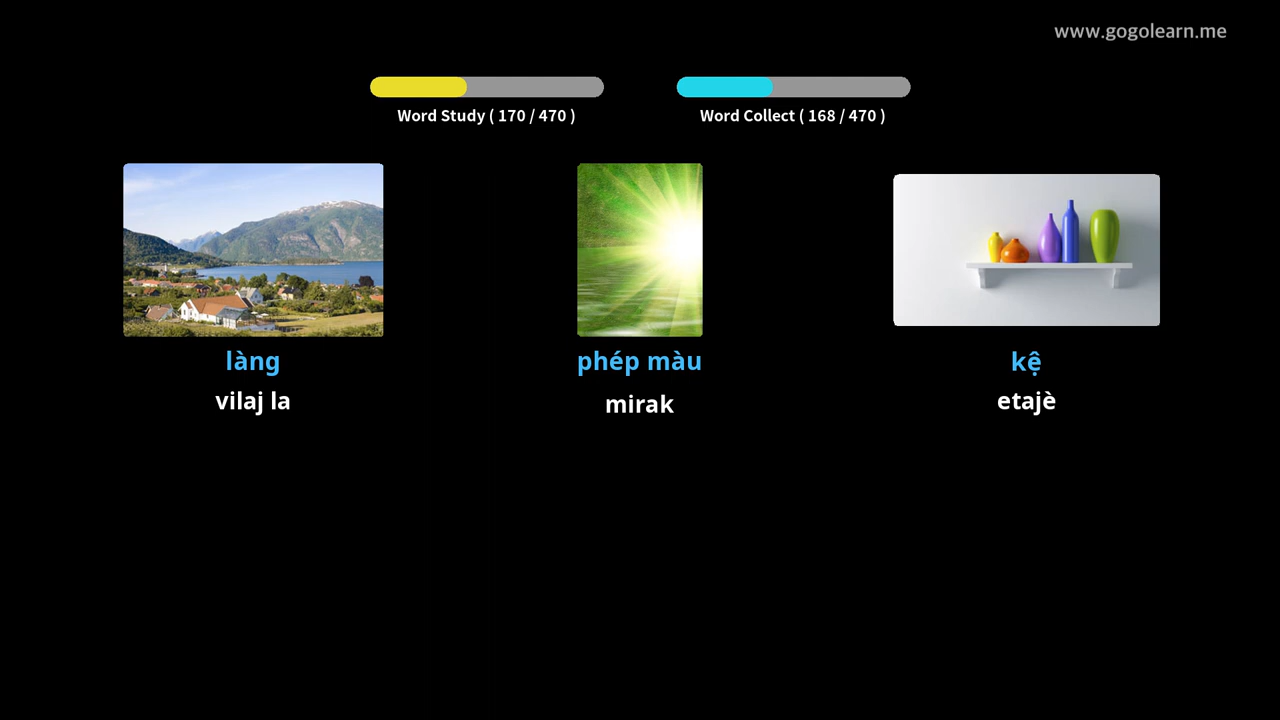 www.gogolearn.me
Word Study ( 170 / 470 )
Word Collect ( 168 / 470 )
làng
phép màu
kệ
vilaj la
mirak
etajè